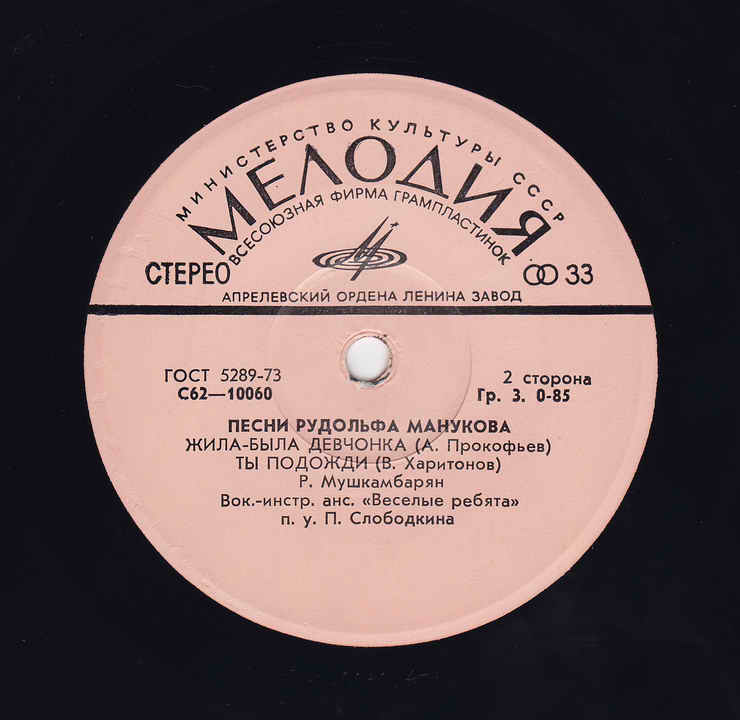 МИНИСТЕРСТВО КУЛЬТУРЫ СССР
МЕЛОДИЯ
ВСЕСОЮЗНАЯ ФИРМА ГРАМПЛАСТИНОК
СТЕРЕО
33
АПРЕЛЕВСКИЙ ОРДЕНА ЛЕНИНА ЗАВОД
ГОСТ 5289-73
2 сторона
С62—10060
Гр. 3. 0-85
ПЕСНИ РУДОЛЬФА МАНУКОВА
ЖИЛА-БЫЛА ДЕВЧОНКА (А. Прокофьев)
ТЫ ПОДОЖДИ (В. Харитонов)
Р. Мушкамбарян
Вок.-инстр. анс. «Веселые ребята»
п. у. П. Слободкина